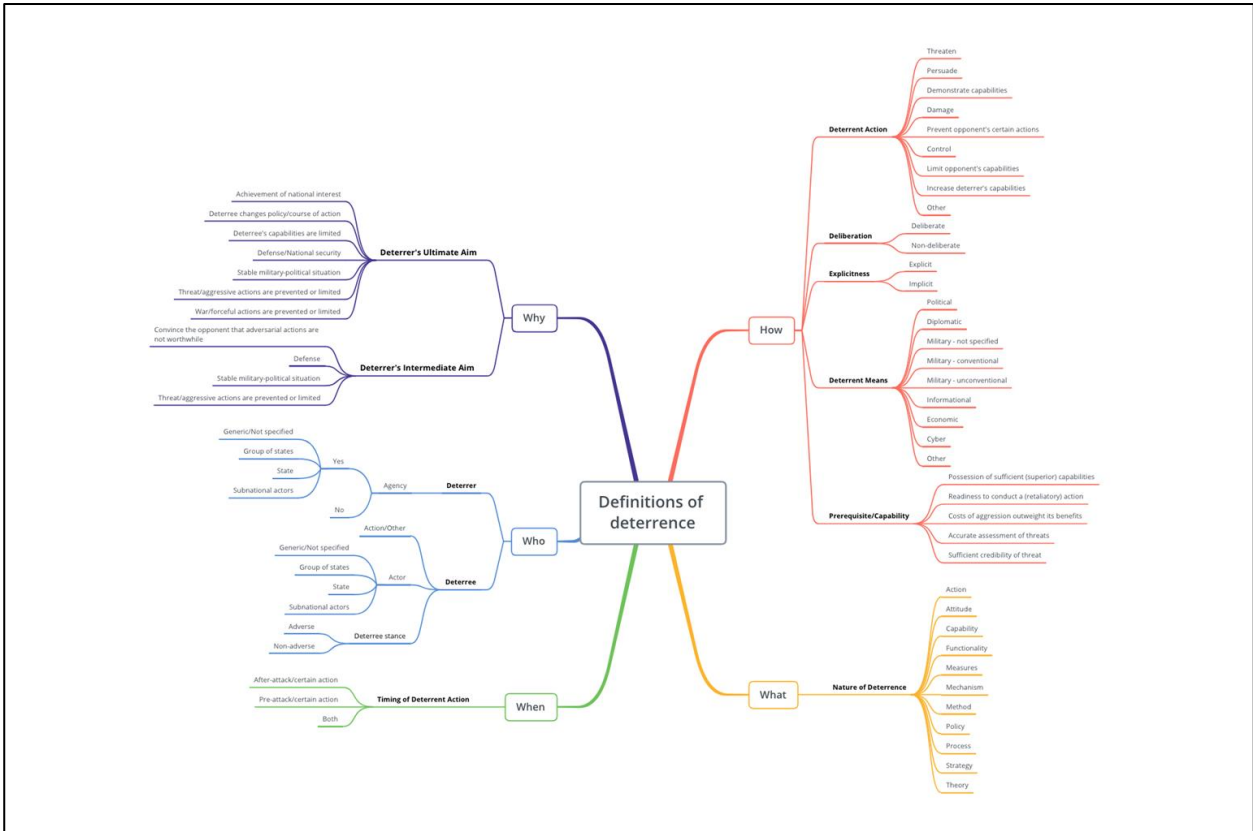 Definitions of
deterrence
Why
Deterrer's Ultimate Aim
Achievement of national interest
Deterree changes policy/course of action
Deterree's capabilities are limited
Defense/National security
Stable military-political situation
Threat/aggressive actions are prevented or limited
War/forceful actions are prevented or limited
Deterrer's Intermediate Aim
Convince the opponent that adversarial actions are
not worthwhile
Defense
Stable military-political situation
Threat/aggressive actions are prevented or limited
Who
Deterrer
Agency
Yes
Generic/Not specified
Group of states
State
Subnational actors
No
Deterree
Action/Other
Actor
Generic/Not specified
Group of states
State
Subnational actors
Deterree stance
Adverse
Non-adverse
When
Timing of Deterrent Action
After-attack/certain action
Pre-attack/certain action
Both
How
Deterrent Action
Threaten
Persuade
Demonstrate capabilities
Damage
Prevent opponent's certain actions
Control
Limit opponent's capabilities
Increase deterrer's capabilities
Other
Deliberation
Deliberate
Non-deliberate
Explicitness
Explicit
Implicit
Deterrent Means
Political
Diplomatic
Military - not specified
Military - conventional
Military - unconventional
Informational
Economic
Cyber
Other
Prerequisite/Capability
Possession of sufficient (superior) capabilities
Readiness to conduct a (retaliatory) action
Costs of aggression outweight its benefits
Accurate assessment of threats
Sufficient credibility of threat
What
Nature of Deterrence
Action
Attitude
Capability
Functionality
Measures
Mechanism
Method
Policy
Process
Strategy
Theory